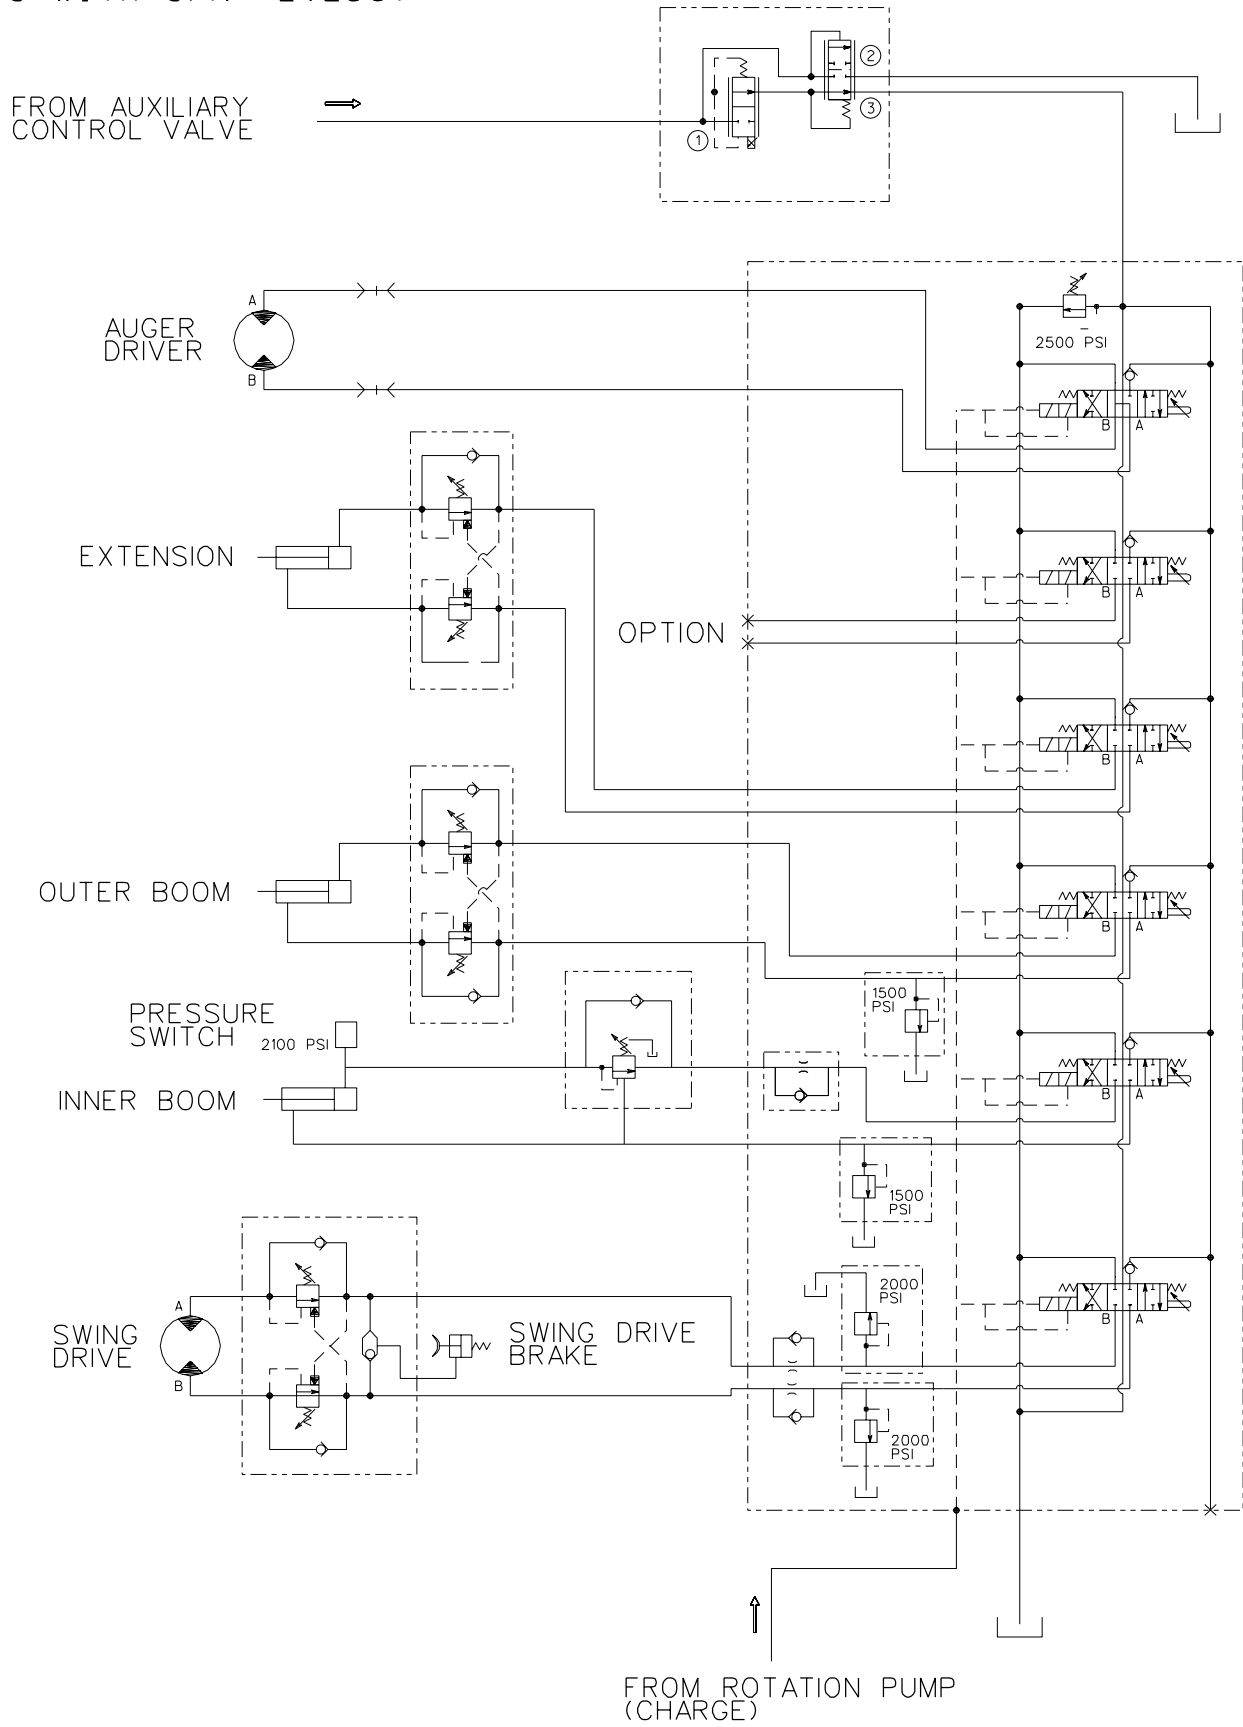 FROM AUXILIARY
CONTROL VALVE
2
3
1
A
AUGER
DRIVER
B
2500 PSI
B A
EXTENSION
B A
OPTION
B A
OUTER BOOM
B A
PRESSURE
SWITCH
2100 PSI
1500
PSI
INNER BOOM
B A
1500
PSI
2000
PSI
A
SWING
DRIVE
B
SWING DRIVE
BRAKE
B A
2000
PSI
FROM ROTATION PUMP
(CHARGE)